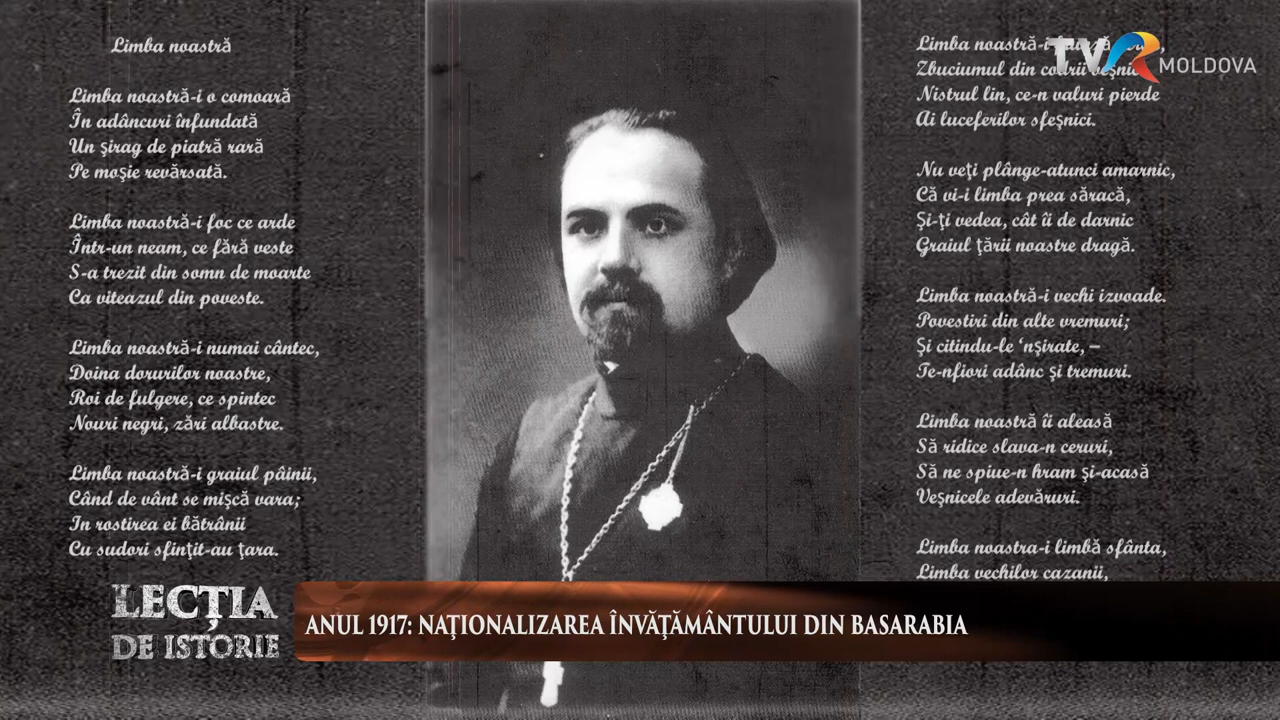 Limba noastră
Limba noastră-i o comoară
În adâncuri înfundată
Un şirag de piatră rară
Pe moşie revărsată.
Limba noastră-i foc ce arde
Într-un neam, ce fără veste
S-a trezit din somn de moarte
Ca viteazul din poveste.
Limba noastră-i numai cântec,
Doina dorurilor noastre,
Roi de fulgere, ce spintec
Nouri negri, zări albastre.
Limba noastră-i graiul pâinii,
Când de vânt se mişcă vara;
In rostirea ei bătrânii
Cu sudori sfinţit-au ţara.
Limba noastră-i
Zbuciumul din
Nistrul lin, ce-n valuri pierde
Ai luceferilor sfeşnici.
Nu veţi plânge-atunci amarnic,
Că vi-i limba prea săracă,
Şi-ţi vedea, cât îi de darnic
Graiul ţării noastre dragă.
Limba noastră-i vechi izvoade.
Povestiri din alte vremuri;
Şi citindu-le ‘nşirate, –
Te-nfiori adânc şi tremuri.
Limba noastră îi aleasă
Să ridice slava-n ceruri,
Să ne spiue-n hram şi-acasă
Veşnicele adevăruri.
Limba noastra-i limbă sfânta,
Limba vechilor cazanii,
TVR MOLDOVA
LECȚIA
DE ISTORIE
ANUL 1917: NAŢIONALIZAREA ÎNVĂŢĂMÂNTULUI DIN BASARABIA